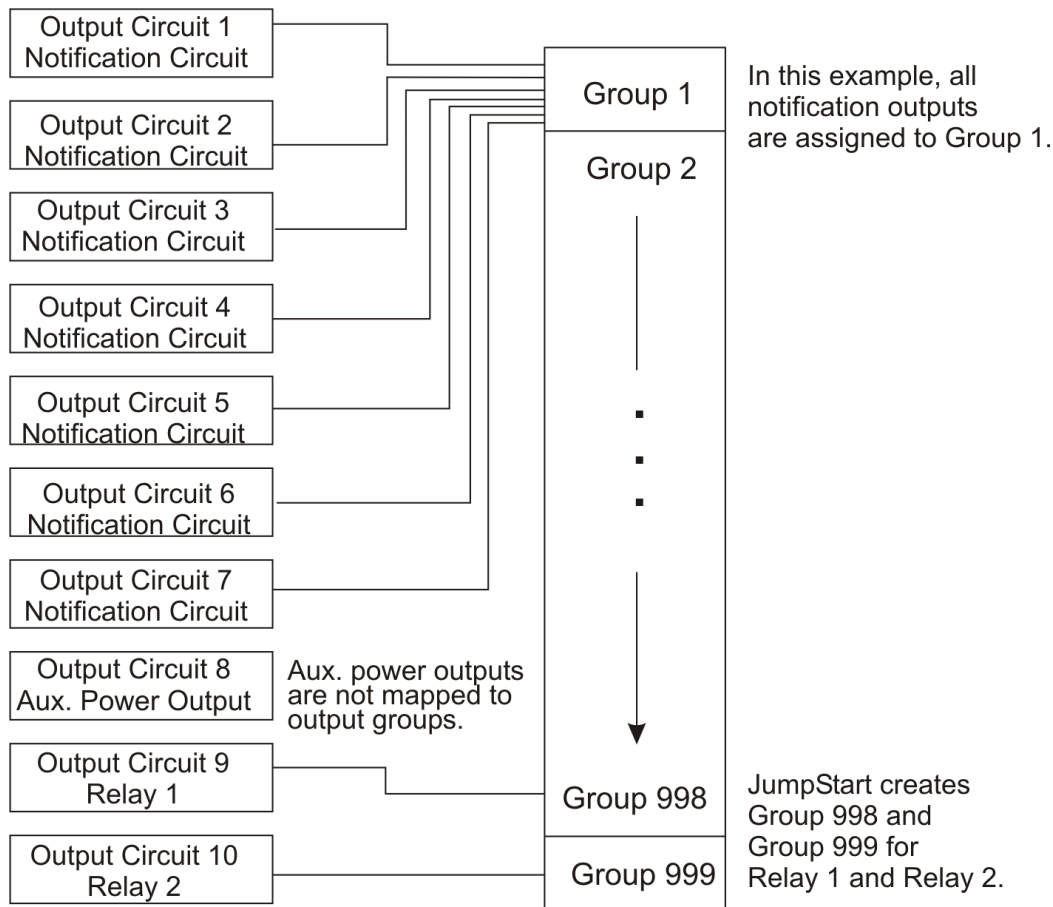 Output Circuit 1
Notification Circuit
Output Circuit 2
Notification Circuit
Output Circuit 3
Notification Circuit
Output Circuit 4
Notification Circuit
Output Circuit 5
Notification Circuit
Output Circuit 6
Notification Circuit
Output Circuit 7
Notification Circuit
Output Circuit 8
Aux. Power Output
Aux. power outputs
are not mapped to
output groups.
Output Circuit 9
Relay 1
Output Circuit 10
Relay 2
Group 1
Group 2
Group 998
Group 999
In this example, all
notification outputs
are assigned to Group 1.
JumpStart creates
Group 998 and
Group 999 for
Relay 1 and Relay 2.